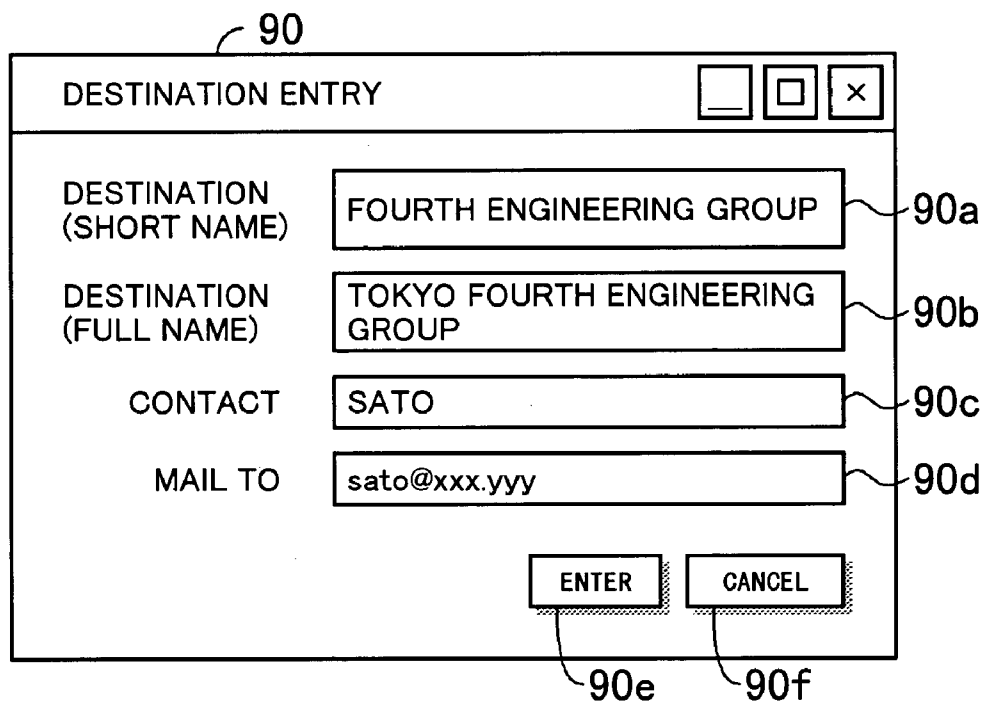 90
DESTINATION ENTRY
DESTINATION
(SHORT NAME)
FOURTH ENGINEERING GROUP
90a
DESTINATION
(FULL NAME)
TOKYO FOURTH ENGINEERING
GROUP
90b
CONTACT
SATO
90c
MAIL TO
sato@xxx.yyy
90d
ENTER
CANCEL
90e
90f